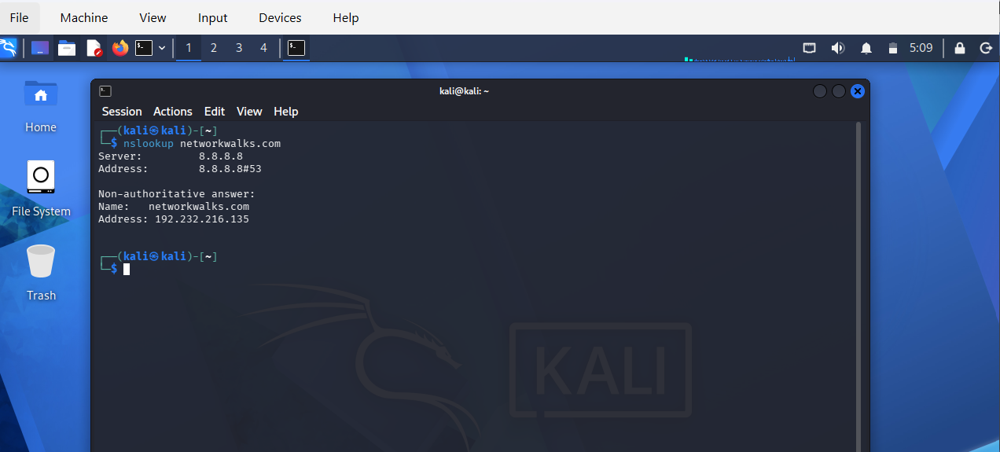 File Machine View Input Devices Help
1 2 3 4 5:09
kali@kali: ~
Session Actions Edit View Help
Home
File System
Trash
┌──(kali㉿kali)-[~]
└─$ nslookup networkwalks.com
Server:         8.8.8.8
Address:        8.8.8.8#53
Non-authoritative answer:
Name:   networkwalks.com
Address: 192.232.216.135
┌──(kali㉿kali)-[~]
└─$
KALI